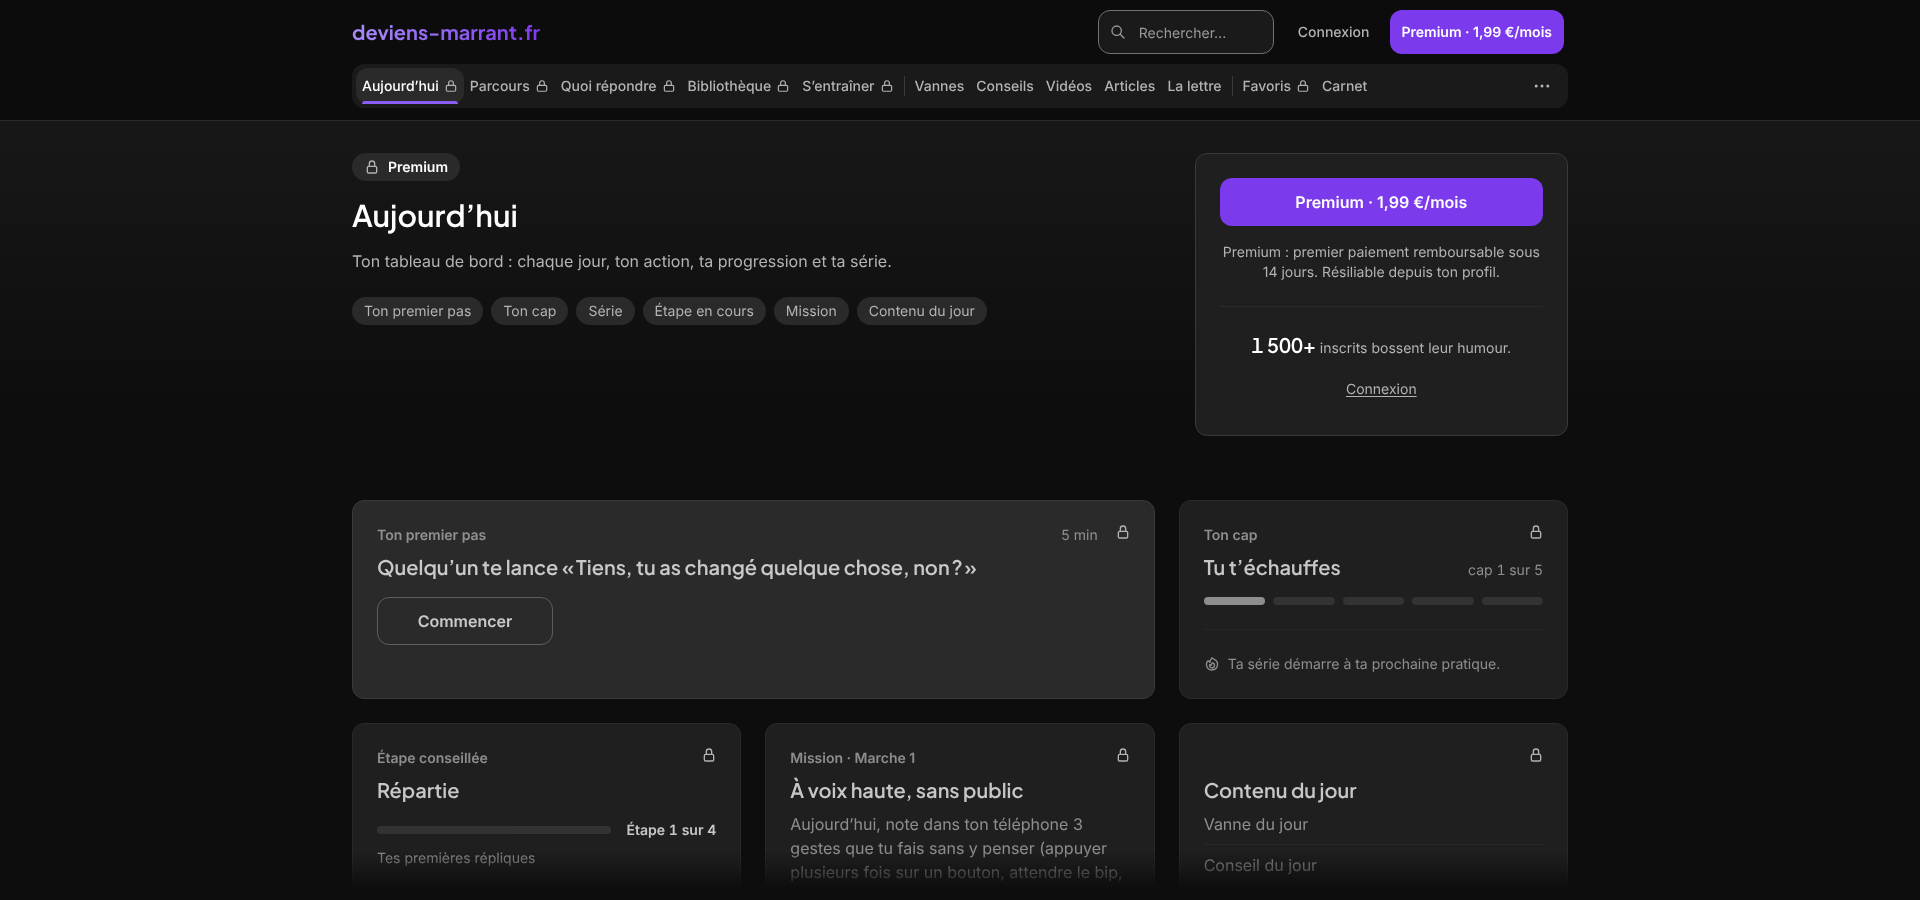 deviens-marrant.fr
Rechercher...
Connexion
Premium · 1,99 €/mois
Aujourd’hui
Parcours
Quoi répondre
Bibliothèque
S’entraîner
Vannes
Conseils
Vidéos
Articles
La lettre
Favoris
Carnet
Premium
Aujourd’hui
Ton tableau de bord : chaque jour, ton action, ta progression et ta série.
Ton premier pas
Ton cap
Série
Étape en cours
Mission
Contenu du jour
Premium · 1,99 €/mois
Premium : premier paiement remboursable sous
14 jours. Résiliable depuis ton profil.
1 500+ inscrits bossent leur humour.
Connexion
Ton premier pas
5 min
Quelqu’un te lance « Tiens, tu as changé quelque chose, non ? »
Commencer
Ton cap
Tu t’échauffes
cap 1 sur 5
Ta série démarre à ta prochaine pratique.
Étape conseillée
Répartie
Étape 1 sur 4
Tes premières répliques
Mission · Marche 1
À voix haute, sans public
Aujourd’hui, note dans ton téléphone 3
gestes que tu fais sans y penser (appuyer
plusieurs fois sur un bouton, attendre le bip,
Contenu du jour
Vanne du jour
Conseil du jour